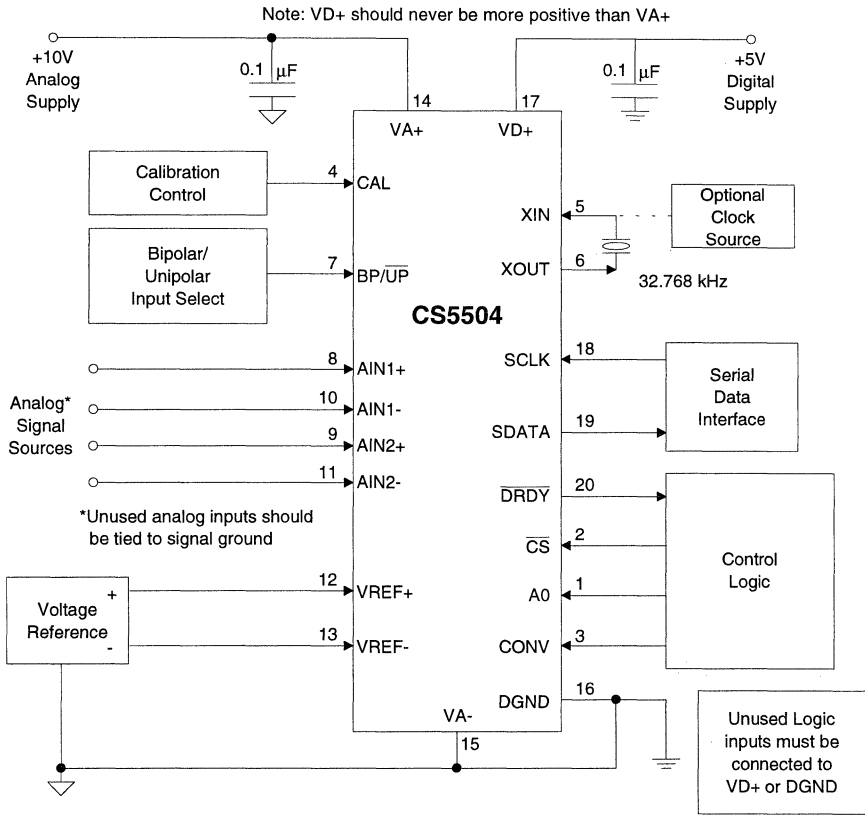 Note: VD+ should never be more positive than VA+
+10V
Analog
Supply
0.1 µF
14
VA+
17
VD+
0.1 µF
+5V
Digital
Supply
Calibration
Control
4
CAL
Bipolar/
Unipolar
Input Select
7
BP/UP
XIN
5
Optional
Clock
Source
XOUT
6
32.768 kHz
CS5504
Analog*
Signal
Sources
8
AIN1+
10
AIN1-
9
AIN2+
11
AIN2-
*Unused analog inputs should
be tied to signal ground
SCLK
18
SDATA
19
Serial
Data
Interface
DRDY
20
CS
2
A0
1
CONV
3
Control
Logic
Voltage
Reference
+
-
12
VREF+
13
VREF-
DGND
16
VA-
15
Unused Logic
inputs must be
connected to
VD+ or DGND